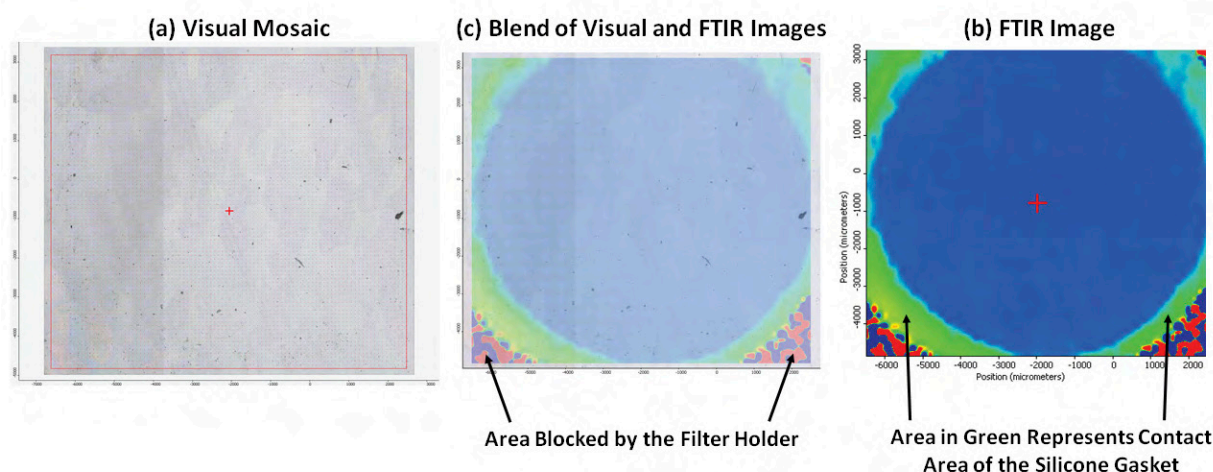 (a) Visual Mosaic
(c) Blend of Visual and FTIR Images
(b) FTIR Image
3000
2000
1000
0
-1000
-2000
-3000
-4000
Position (micrometers)
-6000 -5000 -4000 -3000 -2000 -1000 0 1000 2000
Position (micrometers)
Area Blocked by the Filter Holder
Area in Green Represents Contact
Area of the Silicone Gasket